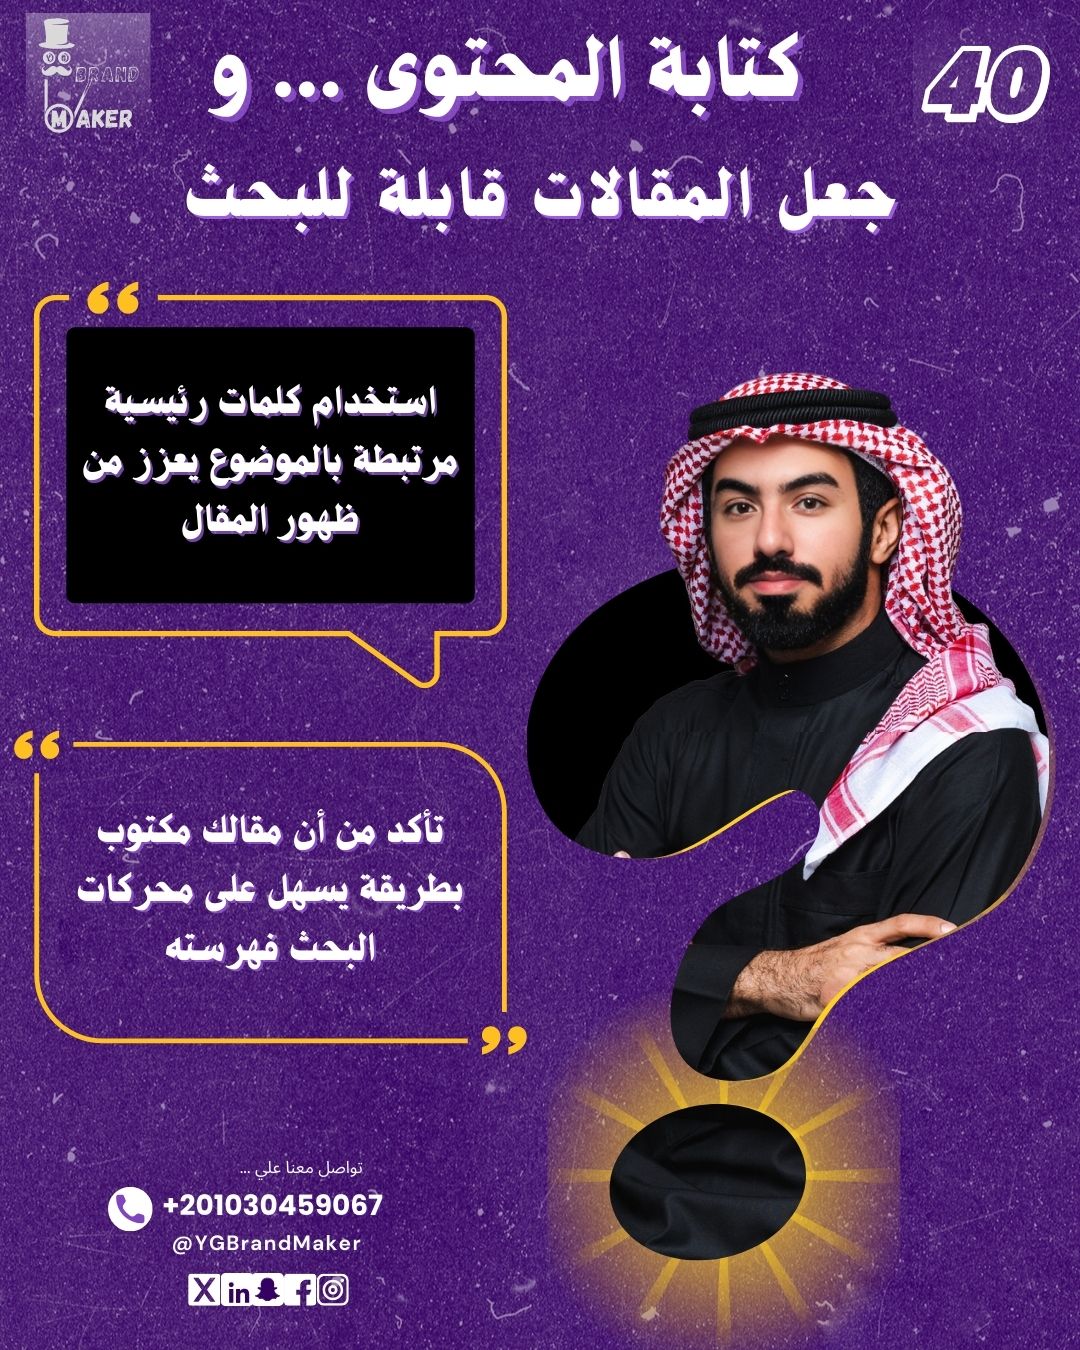 BRAND
MAKER
40
كتابة المحتوى ... و
جعل المقالات قابلة للبحث
استخدام كلمات رئيسية
مرتبطة بالموضوع يعزز من
ظهور المقال
تأكد من أن مقالك مكتوب
بطريقة يسهل على محركات
البحث فهرسته
تواصل معنا علي ...
+201030459067
@YGBrandMaker